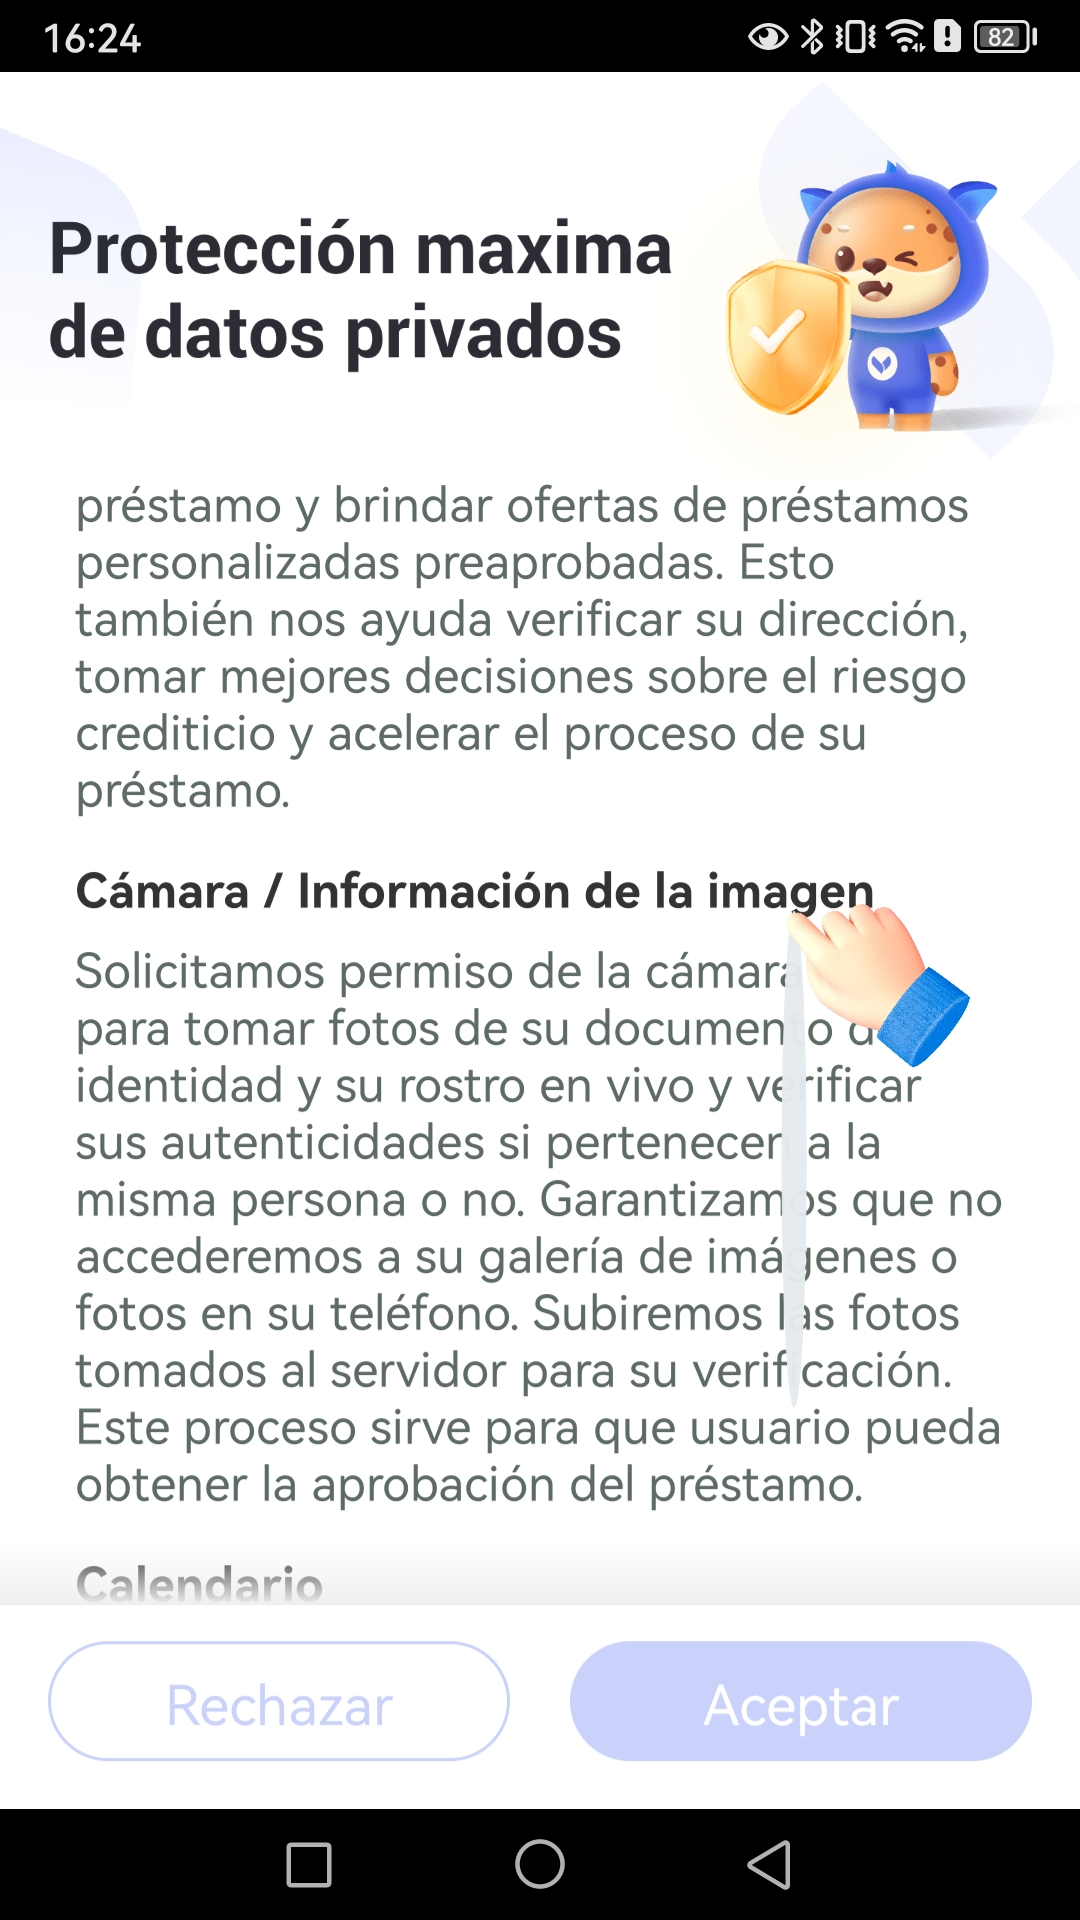 16:24
82
Protección maxima
de datos privados
préstamo y brindar ofertas de préstamos
personalizadas preaprobadas. Esto
también nos ayuda verificar su dirección,
tomar mejores decisiones sobre el riesgo
crediticio y acelerar el proceso de su
préstamo.
Cámara / Información de la imagen
Solicitamos permiso de la cámara
para tomar fotos de su documento
identidad y su rostro en vivo y verificar
sus autenticidades si pertenecen a la
misma persona o no. Garantizamos que no
accederemos a su galería de imágenes o
fotos en su teléfono. Subiremos las fotos
tomados al servidor para su verificación.
Este proceso sirve para que usuario pueda
obtener la aprobación del préstamo.
Calendario
Rechazar
Aceptar